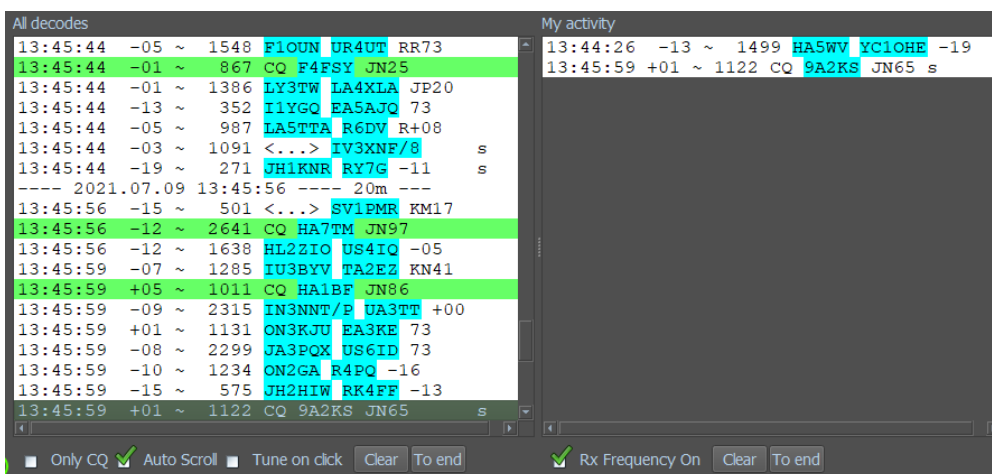 All decodes
13:45:44 -05 ~ 1548 F1OUN UR4UT RR73
13:45:44 -01 ~ 867 CQ F4FSY JN25
13:45:44 -01 ~ 1386 LY3TW LA4XLA JP20
13:45:44 -13 ~ 352 I1YGQ EA5AJQ 73
13:45:44 -05 ~ 987 LA5TTA R6DV R+08
13:45:44 -03 ~ 1091 <...> IV3XNF/8 s
13:45:44 -19 ~ 271 JH1KNR RY7G -11 s
---- 2021.07.09 13:45:56 ---- 20m ---
13:45:56 -15 ~ 501 <...> SV1PMR KM17
13:45:56 -12 ~ 2641 CQ HA7TM JN97
13:45:56 -12 ~ 1638 HL2ZIO US4IQ -05
13:45:59 -07 ~ 1285 IU3BYV TA2EZ KN41
13:45:59 +05 ~ 1011 CQ HA1BF JN86
13:45:59 -09 ~ 2315 IN3NNT/P UA3TT +00
13:45:59 +01 ~ 1131 ON3KJU EA3KE 73
13:45:59 -08 ~ 2299 JA3PQX US6ID 73
13:45:59 -10 ~ 1234 ON2GA R4PQ -16
13:45:59 -15 ~ 575 JH2HIW RK4FF -13
13:45:59 +01 ~ 1122 CQ 9A2KS JN65 s
Only CQ Auto Scroll Tune on click Clear To end
My activity
13:44:26 -13 ~ 1499 HA5WV YC1OHE -19
13:45:59 +01 ~ 1122 CQ 9A2KS JN65 s
Rx Frequency On Clear To end